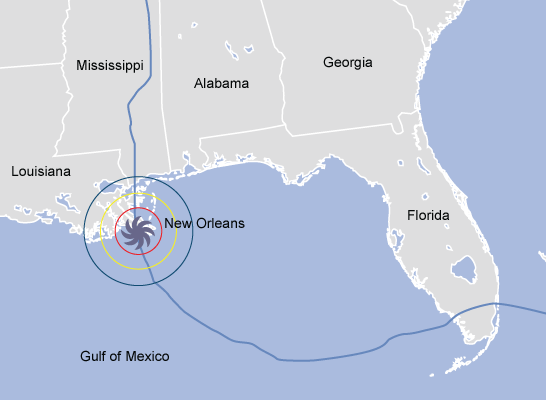 Mississippi
Georgia
Alabama
Louisiana
Florida
New Orleans
Gulf of Mexico